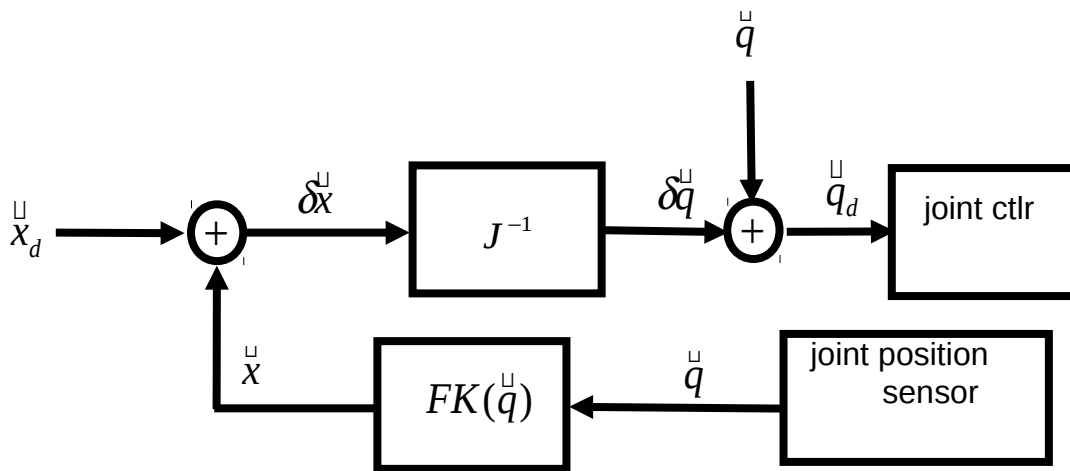 q
δx
δq
q_d
joint ctlr
x_d
+
J^{-1}
+
joint position
sensor
x
FK(q)
q